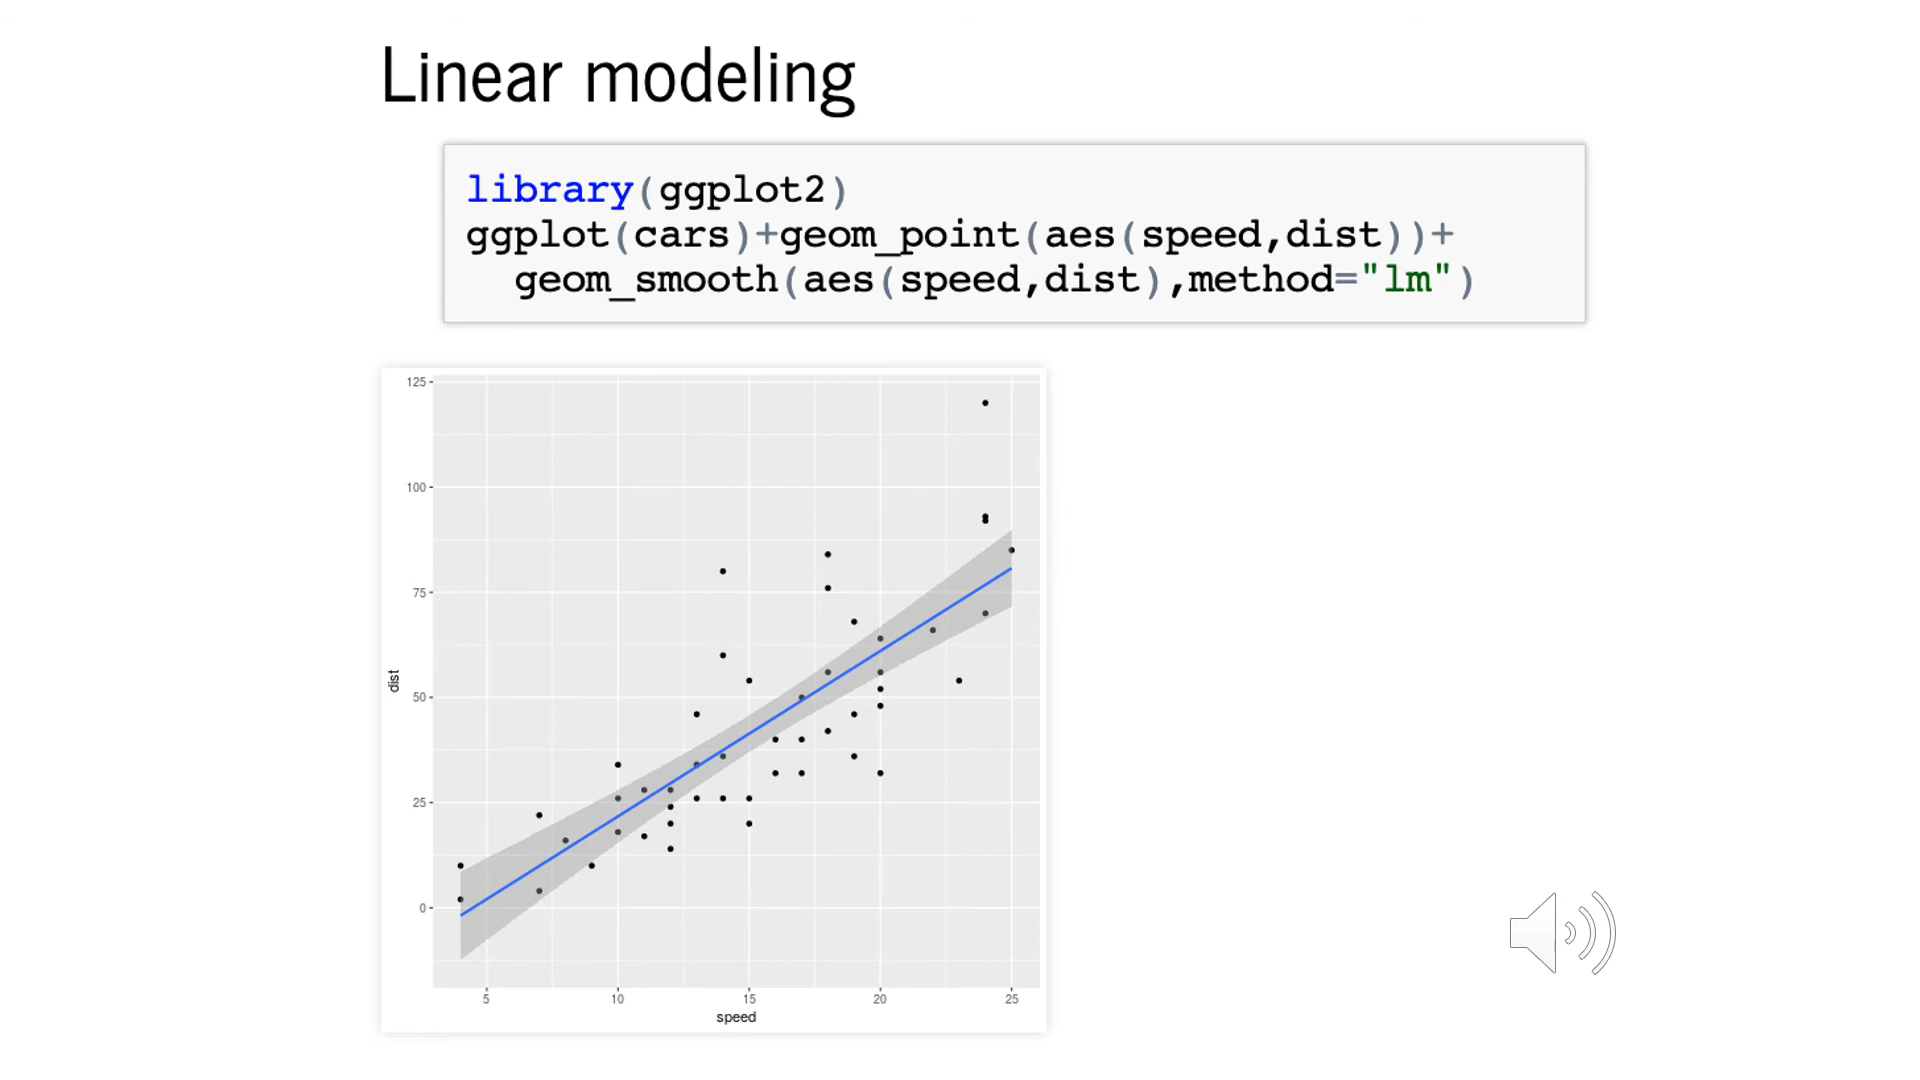 Linear modeling
library(ggplot2)
ggplot(cars)+geom_point(aes(speed,dist))+
geom_smooth(aes(speed,dist),method="lm")
125
100
75
50
25
0
dist
5 10 15 20 25
speed